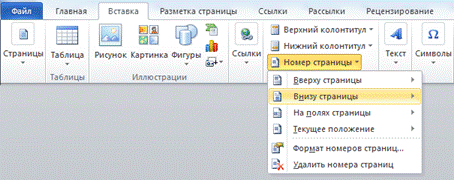 Файл Главная Вставка Разметка страницы Ссылки Рассылки Рецензирование
Страницы Таблица Рисунок Картинка Фигуры Ссылки Верхний колонтитул Нижний колонтитул Номер страницы Текст Символы
Таблицы Иллюстрации
Вверху страницы
Внизу страницы
На полях страницы
Текущее положение
Формат номеров страниц...
Удалить номера страниц